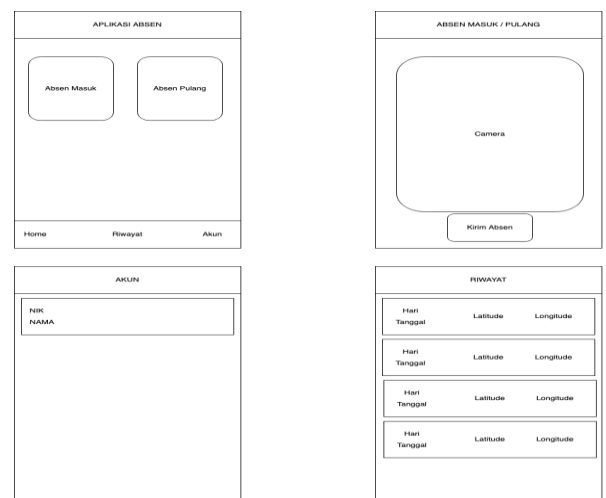 APLIKASI ABSEN
Absen Masuk
Absen Pulang
Home
Riwayat
Akun
ABSEN MASUK / PULANG
Camera
Kirim Absen
AKUN
NIK
NAMA
RIWAYAT
Hari
Tanggal
Latitude
Longitude
Hari
Tanggal
Latitude
Longitude
Hari
Tanggal
Latitude
Longitude
Hari
Tanggal
Latitude
Longitude